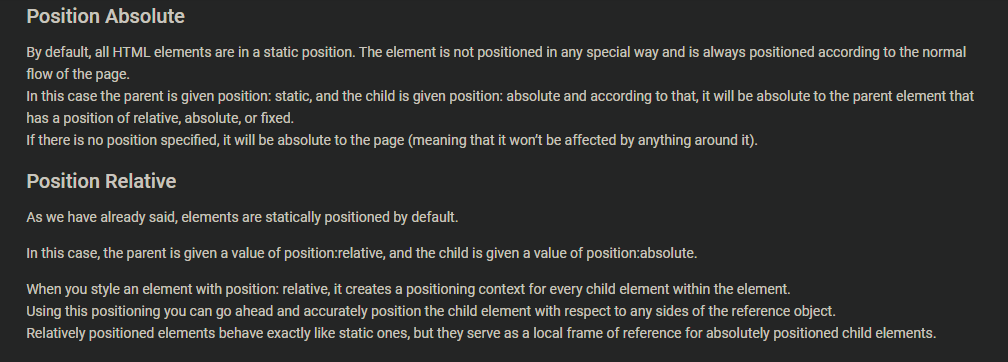 Position Absolute
By default, all HTML elements are in a static position. The element is not positioned in any special way and is always positioned according to the normal
flow of the page.
In this case the parent is given position: static, and the child is given position: absolute and according to that, it will be absolute to the parent element that
has a position of relative, absolute, or fixed.
If there is no position specified, it will be absolute to the page (meaning that it won't be affected by anything around it).
Position Relative
As we have already said, elements are statically positioned by default.
In this case, the parent is given a value of position:relative, and the child is given a value of position:absolute.
When you style an element with position: relative, it creates a positioning context for every child element within the element.
Using this positioning you can go ahead and accurately position the child element with respect to any sides of the reference object.
Relatively positioned elements behave exactly like static ones, but they serve as a local frame of reference for absolutely positioned child elements.